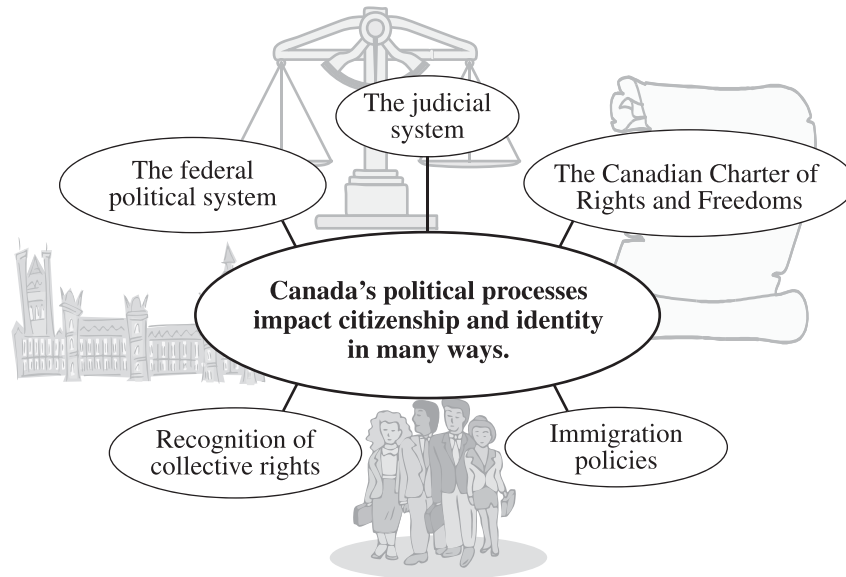 The judicial
system
The federal
political system
The Canadian Charter of
Rights and Freedoms
Canada’s political processes
impact citizenship and identity
in many ways.
Recognition of
collective rights
Immigration
policies